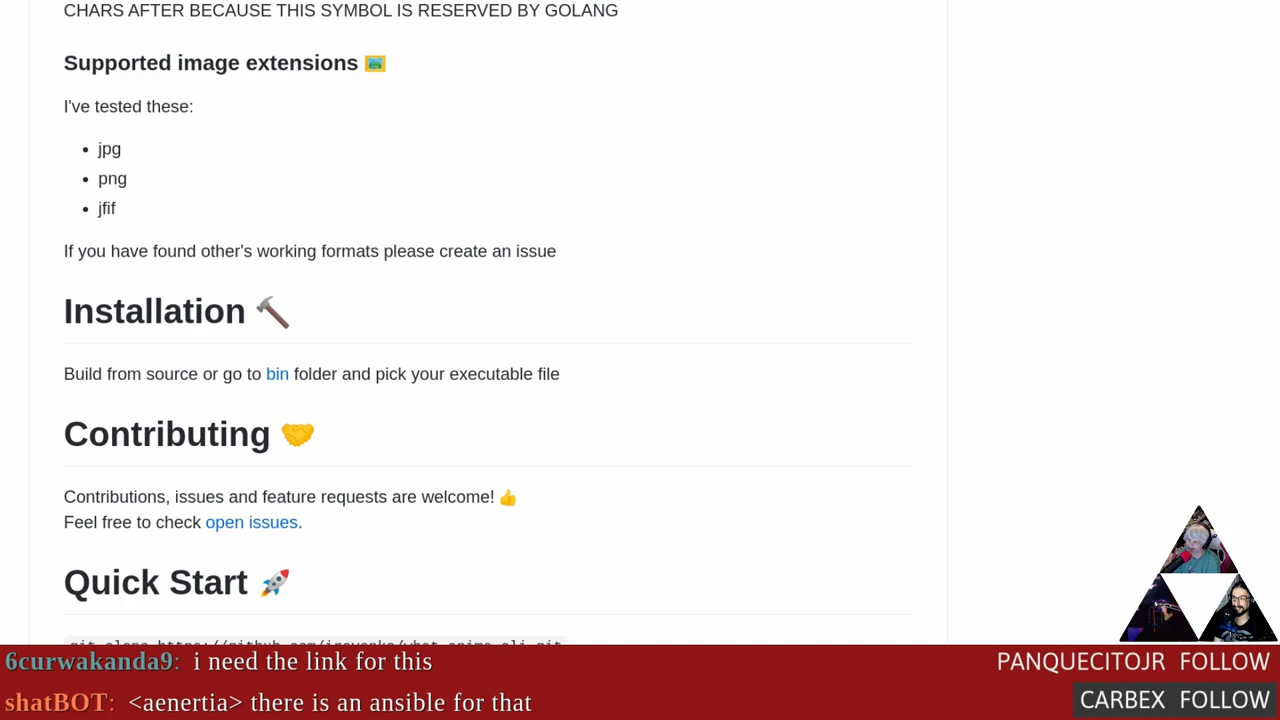 CHARS AFTER BECAUSE THIS SYMBOL IS RESERVED BY GOLANG
Supported image extensions 🖼️
I've tested these:
• jpg
• png
• jfif
If you have found other's working formats please create an issue
Installation 🔨
Build from source or go to bin folder and pick your executable file
Contributing 🤝
Contributions, issues and feature requests are welcome! 👍
Feel free to check open issues.
Quick Start 🚀
6curwakanda9: i need the link for this
PANQUECITOJR FOLLOW
shatBOT: <aenertia> there is an ansible for that
CARBEX FOLLOW